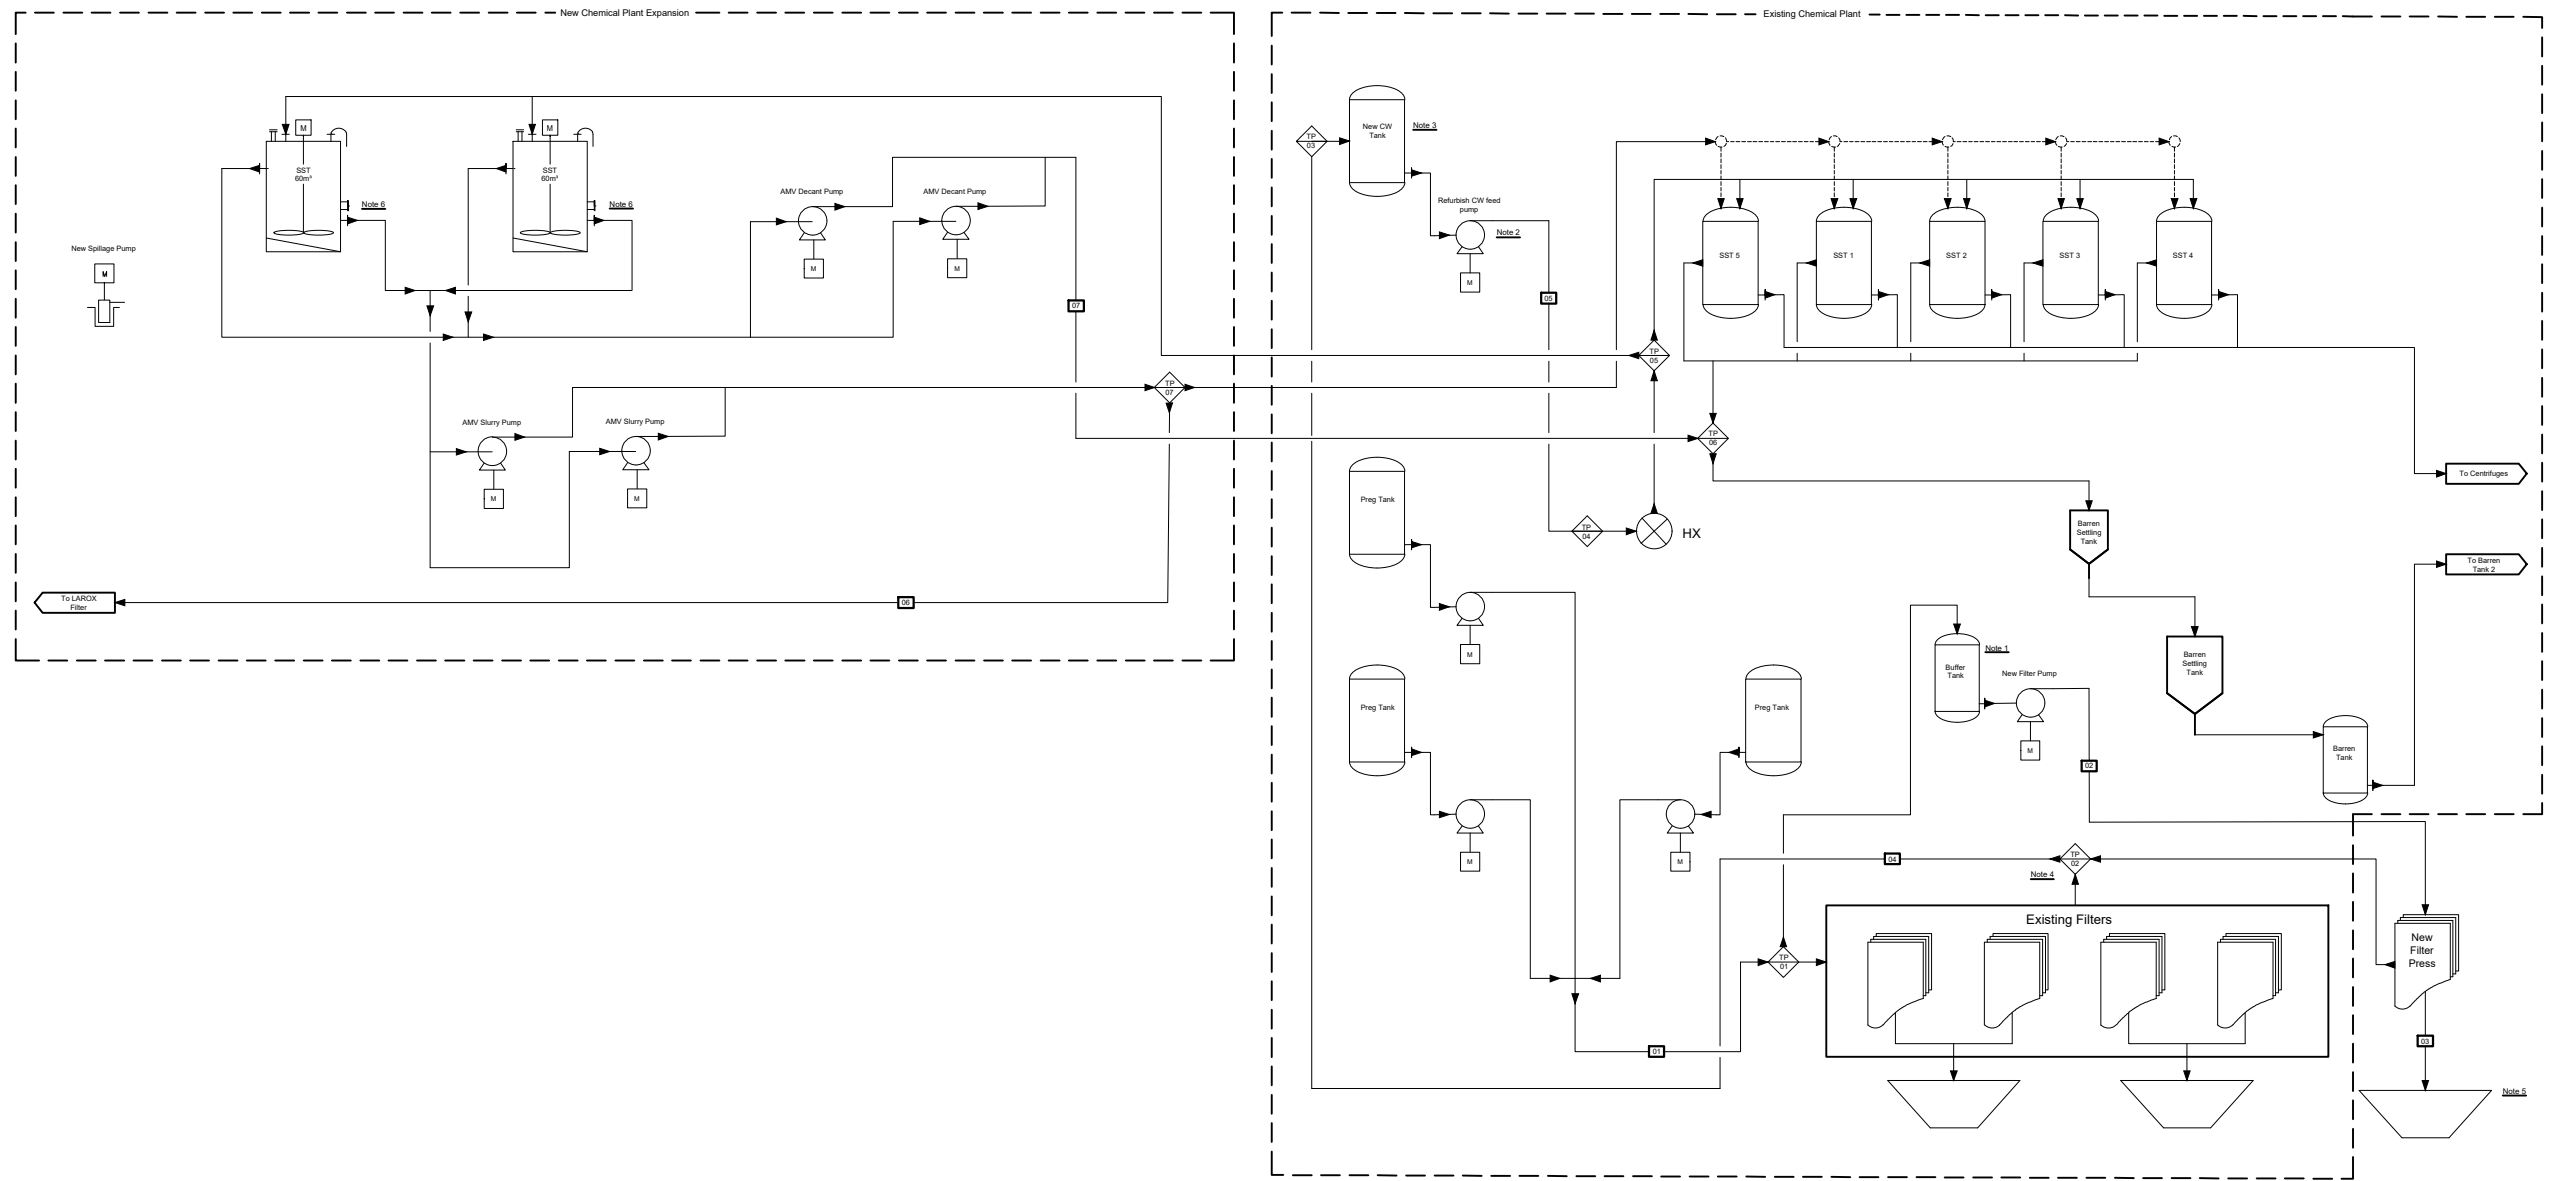 New Chemical Plant Expansion
Existing Chemical Plant
M
SST
60m³
Note 6
M
SST
60m³
Note 6
New Spillage Pump
M
AMV Decant Pump
M
AMV Decant Pump
M
07
AMV Slurry Pump
M
AMV Slurry Pump
M
TP
07
To LAROX
Filter
06
TP
03
New CW
Tank
Note 3
Refurbish CW feed
pump
Note 2
M
05
SST 5
SST 1
SST 2
SST 3
SST 4
TP
05
TP
06
To Centrifuges
Preg Tank
TP
04
HX
Barren
Settling
Tank
To Barren
Tank 2
M
Barren
Settling
Tank
Buffer
Tank
Note 1
New Filter Pump
M
02
Preg Tank
Preg Tank
Barren
Tank
M
M
04
TP
02
Note 4
Existing Filters
New
Filter
Press
TP
01
01
03
Note 5